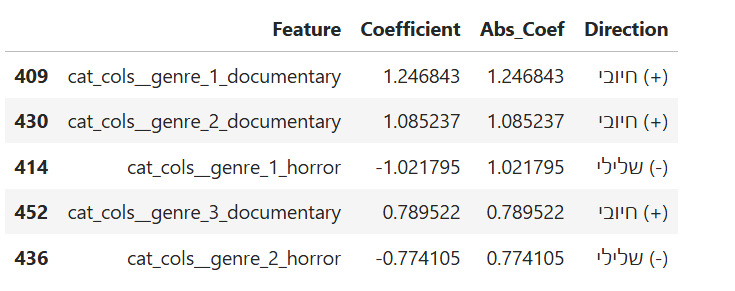 Feature Coefficient Abs_Coef Direction
409 cat_cols__genre_1_documentary 1.246843 1.246843 חיובי (+)
430 cat_cols__genre_2_documentary 1.085237 1.085237 חיובי (+)
414 cat_cols__genre_1_horror -1.021795 1.021795 שלילי (-)
452 cat_cols__genre_3_documentary 0.789522 0.789522 חיובי (+)
436 cat_cols__genre_2_horror -0.774105 0.774105 שלילי (-)